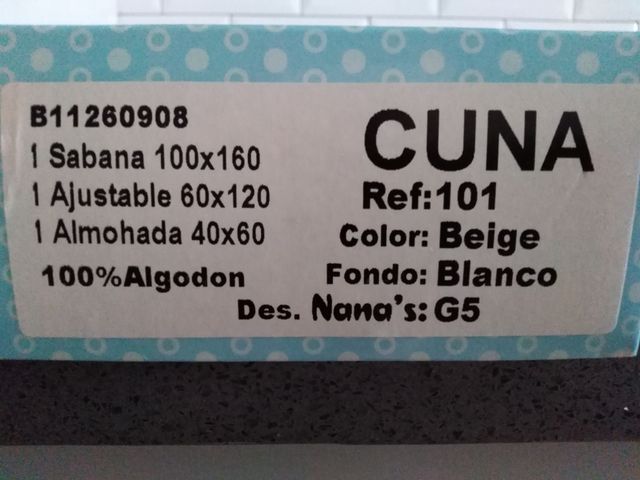 B11260908
1 Sabana 100x160
1 Ajustable 60x120
1 Almohada 40x60
100%Algodon
CUNA
Ref:101
Color: Beige
Fondo: Blanco
Des. Nana's: G5